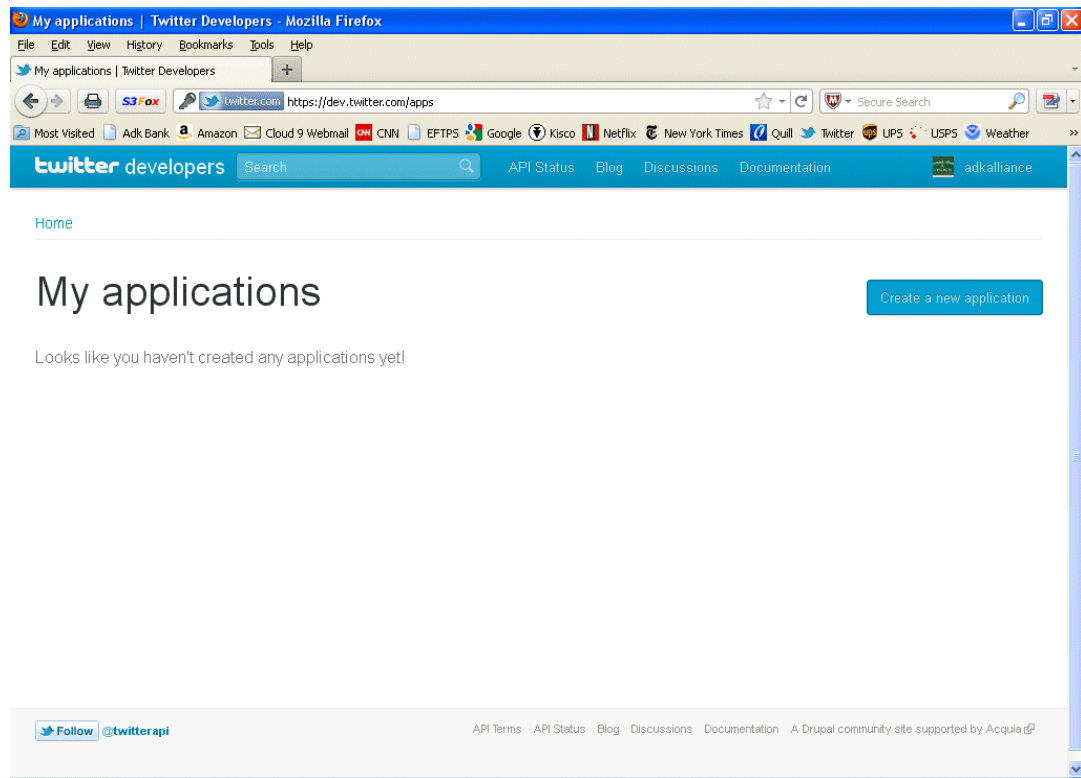 My applications | Twitter Developers - Mozilla Firefox
File Edit View History Bookmarks Tools Help
My applications | Twitter Developers +
S3Fox twitter.com https://dev.twitter.com/apps Secure Search
Most Visited Adk Bank Amazon Cloud 9 Webmail CNN EFTPS Google Kisco Netflix New York Times Quill Twitter UPS USPS Weather »
twitter developers Search API Status Blog Discussions Documentation adkalliance
Home
My applications Create a new application
Looks like you haven't created any applications yet!
Follow @twitterapi API Terms API Status Blog Discussions Documentation A Drupal community site supported by Acquia